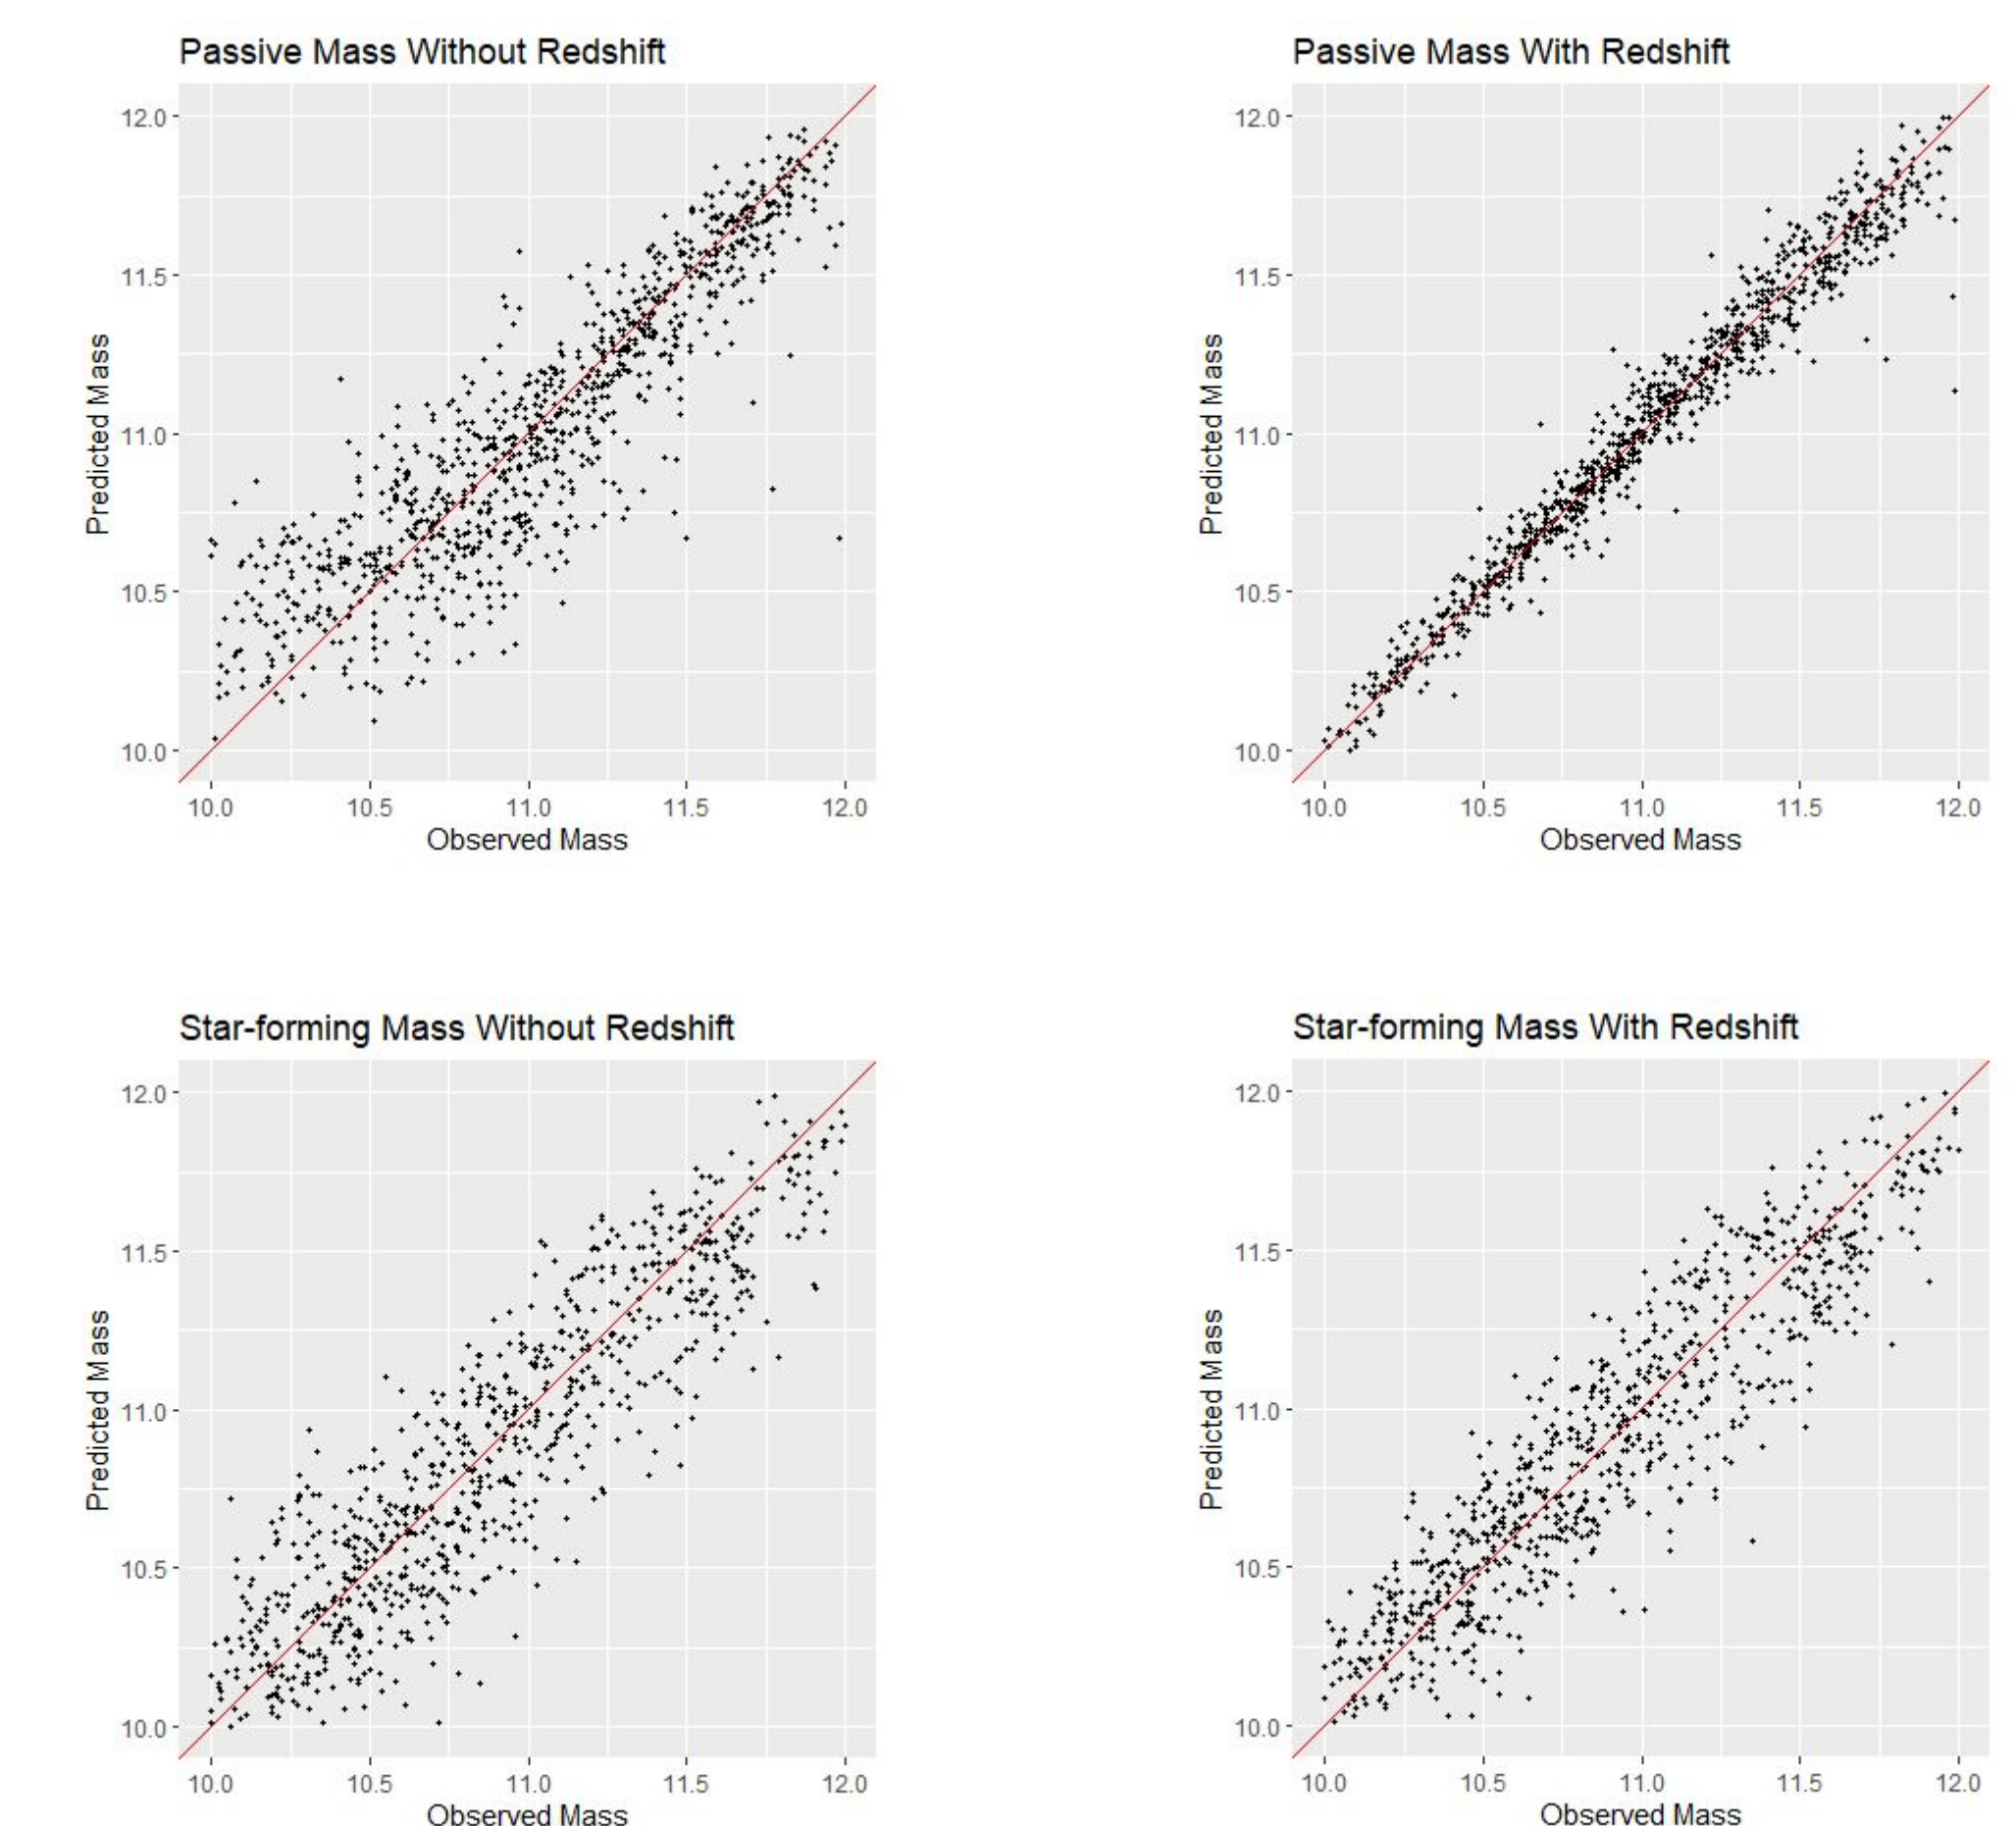 Passive Mass Without Redshift
12.0
11.5
11.0
10.5
10.0
Predicted Mass
10.0 10.5 11.0 11.5 12.0
Observed Mass
Passive Mass With Redshift
12.0
11.5
11.0
10.5
10.0
Predicted Mass
10.0 10.5 11.0 11.5 12.0
Observed Mass
Star-forming Mass Without Redshift
12.0
11.5
11.0
10.5
10.0
Predicted Mass
10.0 10.5 11.0 11.5 12.0
Observed Mass
Star-forming Mass With Redshift
12.0
11.5
11.0
10.5
10.0
Predicted Mass
10.0 10.5 11.0 11.5 12.0
Observed Mass